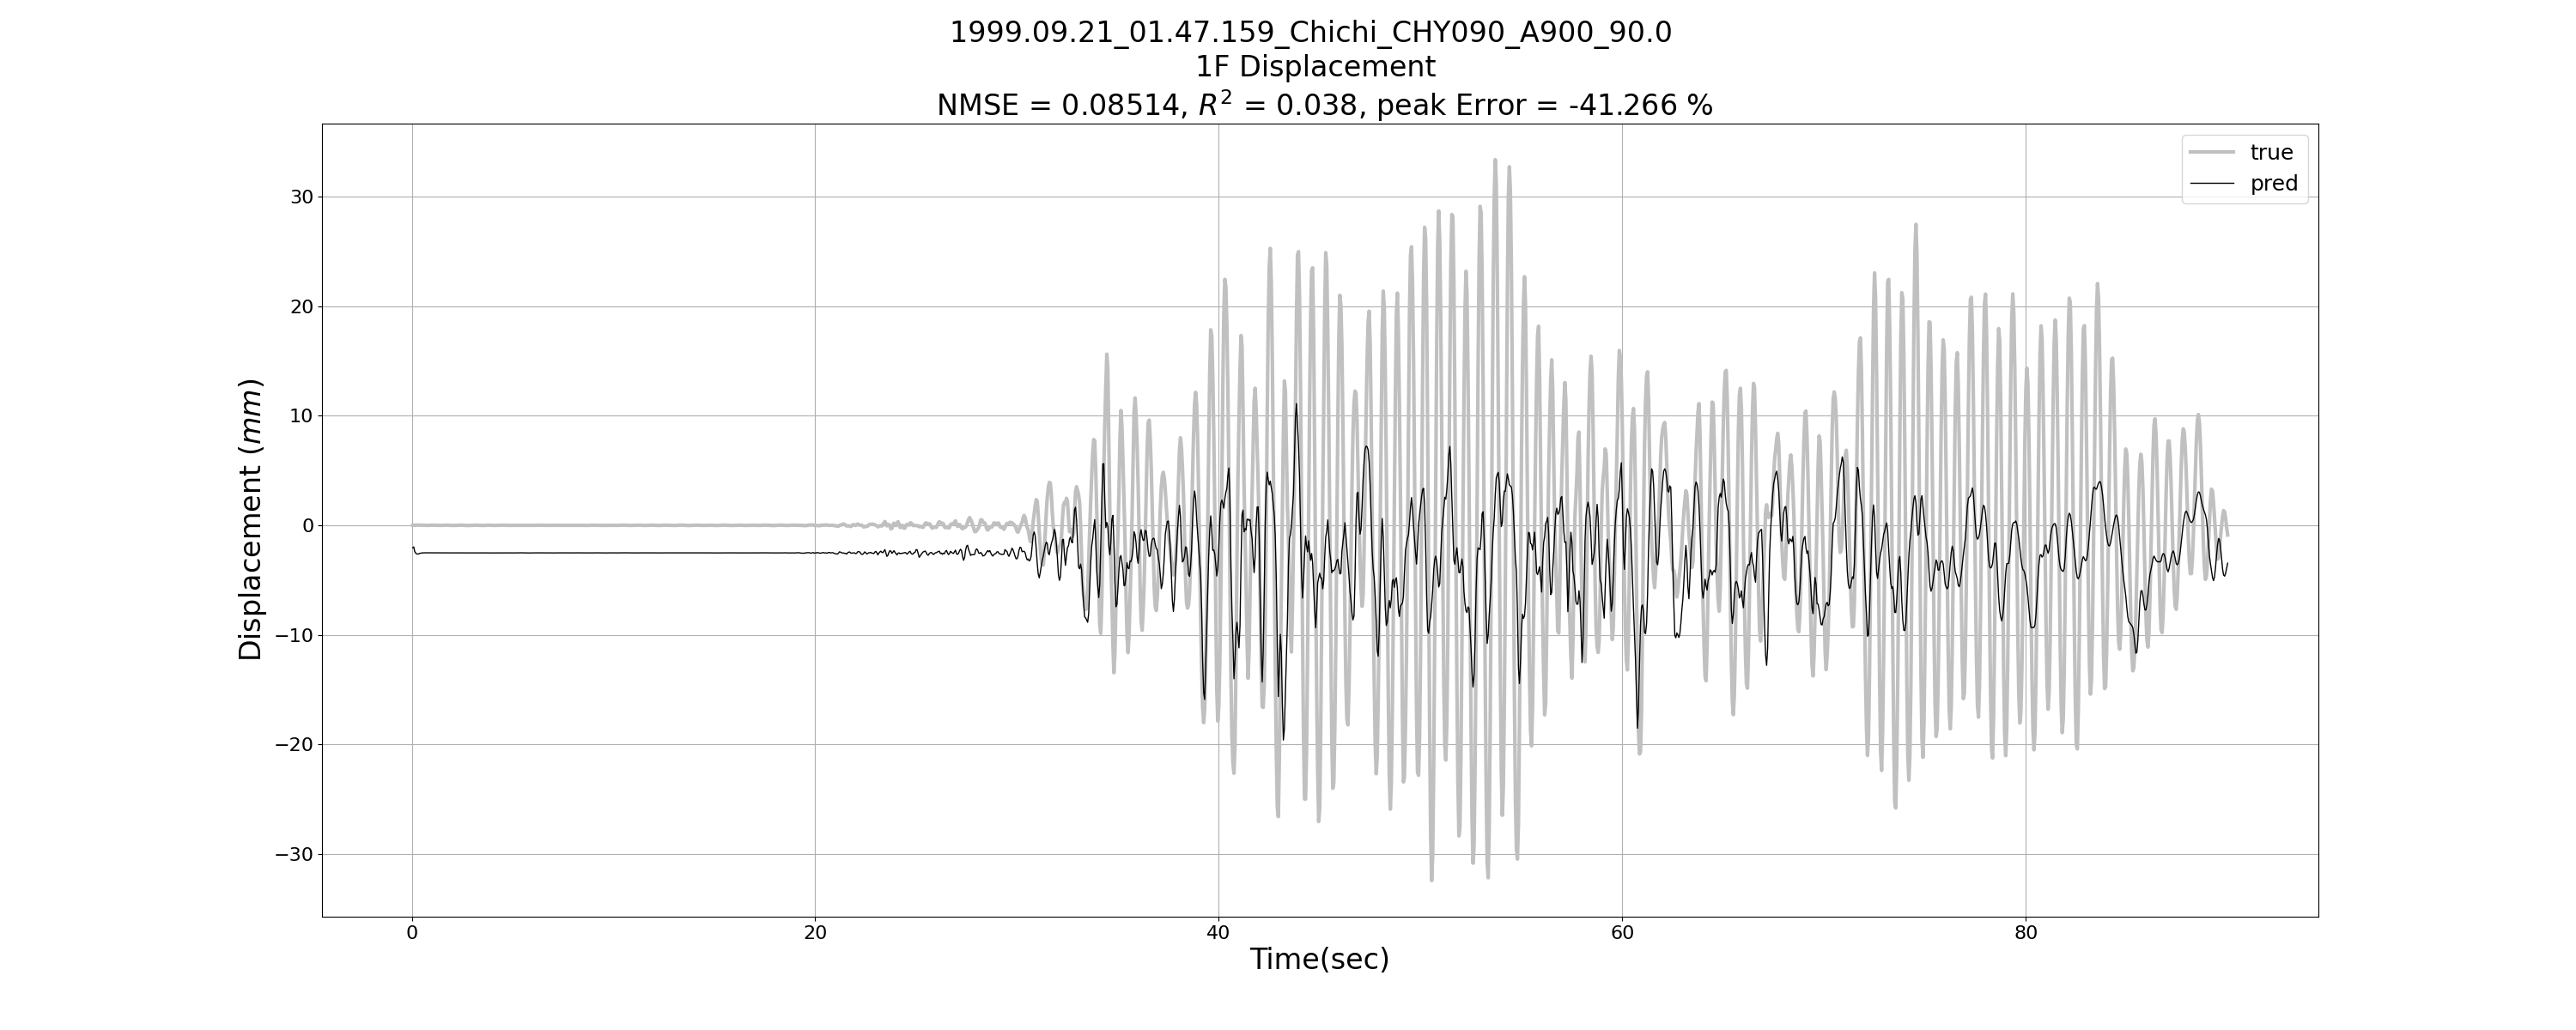 1999.09.21_01.47.159_Chichi_CHY090_A900_90.0
1F Displacement
NMSE = 0.08514, R² = 0.038, peak Error = -41.266 %
true
pred
Displacement (mm)
30
20
10
0
−10
−20
−30
0 20 40 60 80
Time(sec)